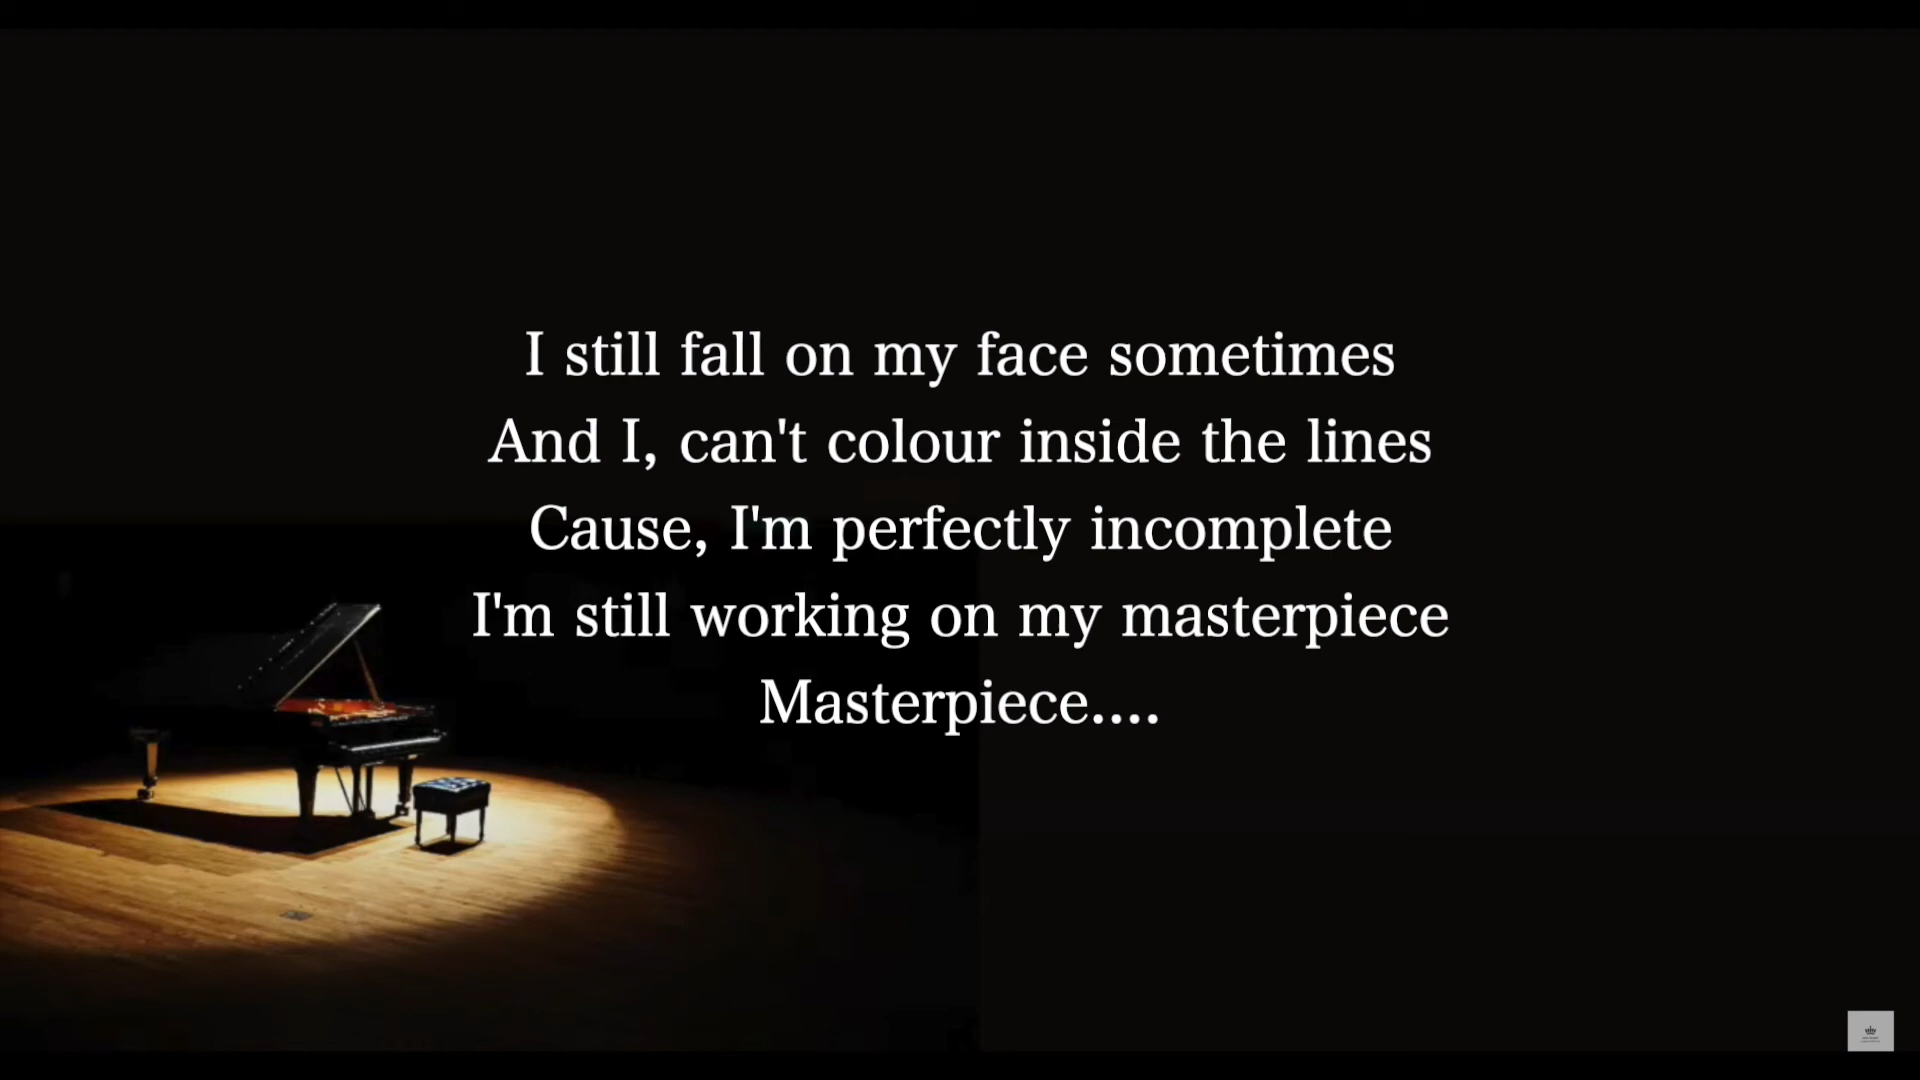 I still fall on my face sometimes
And I, can't colour inside the lines
Cause, I'm perfectly incomplete
I'm still working on my masterpiece
Masterpiece....